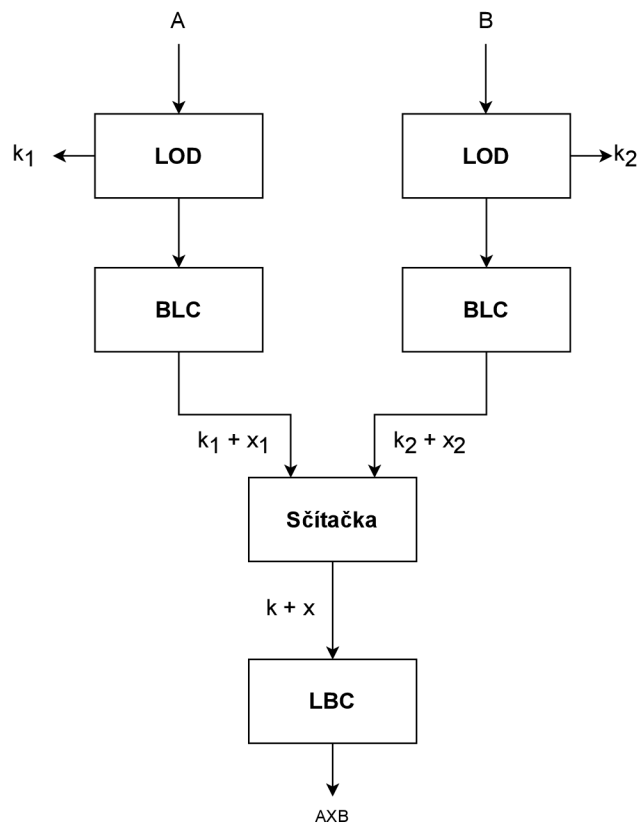 A B
k1 LOD LOD k2
BLC BLC
k1 + x1 k2 + x2
Sčítačka
k + x
LBC
AXB